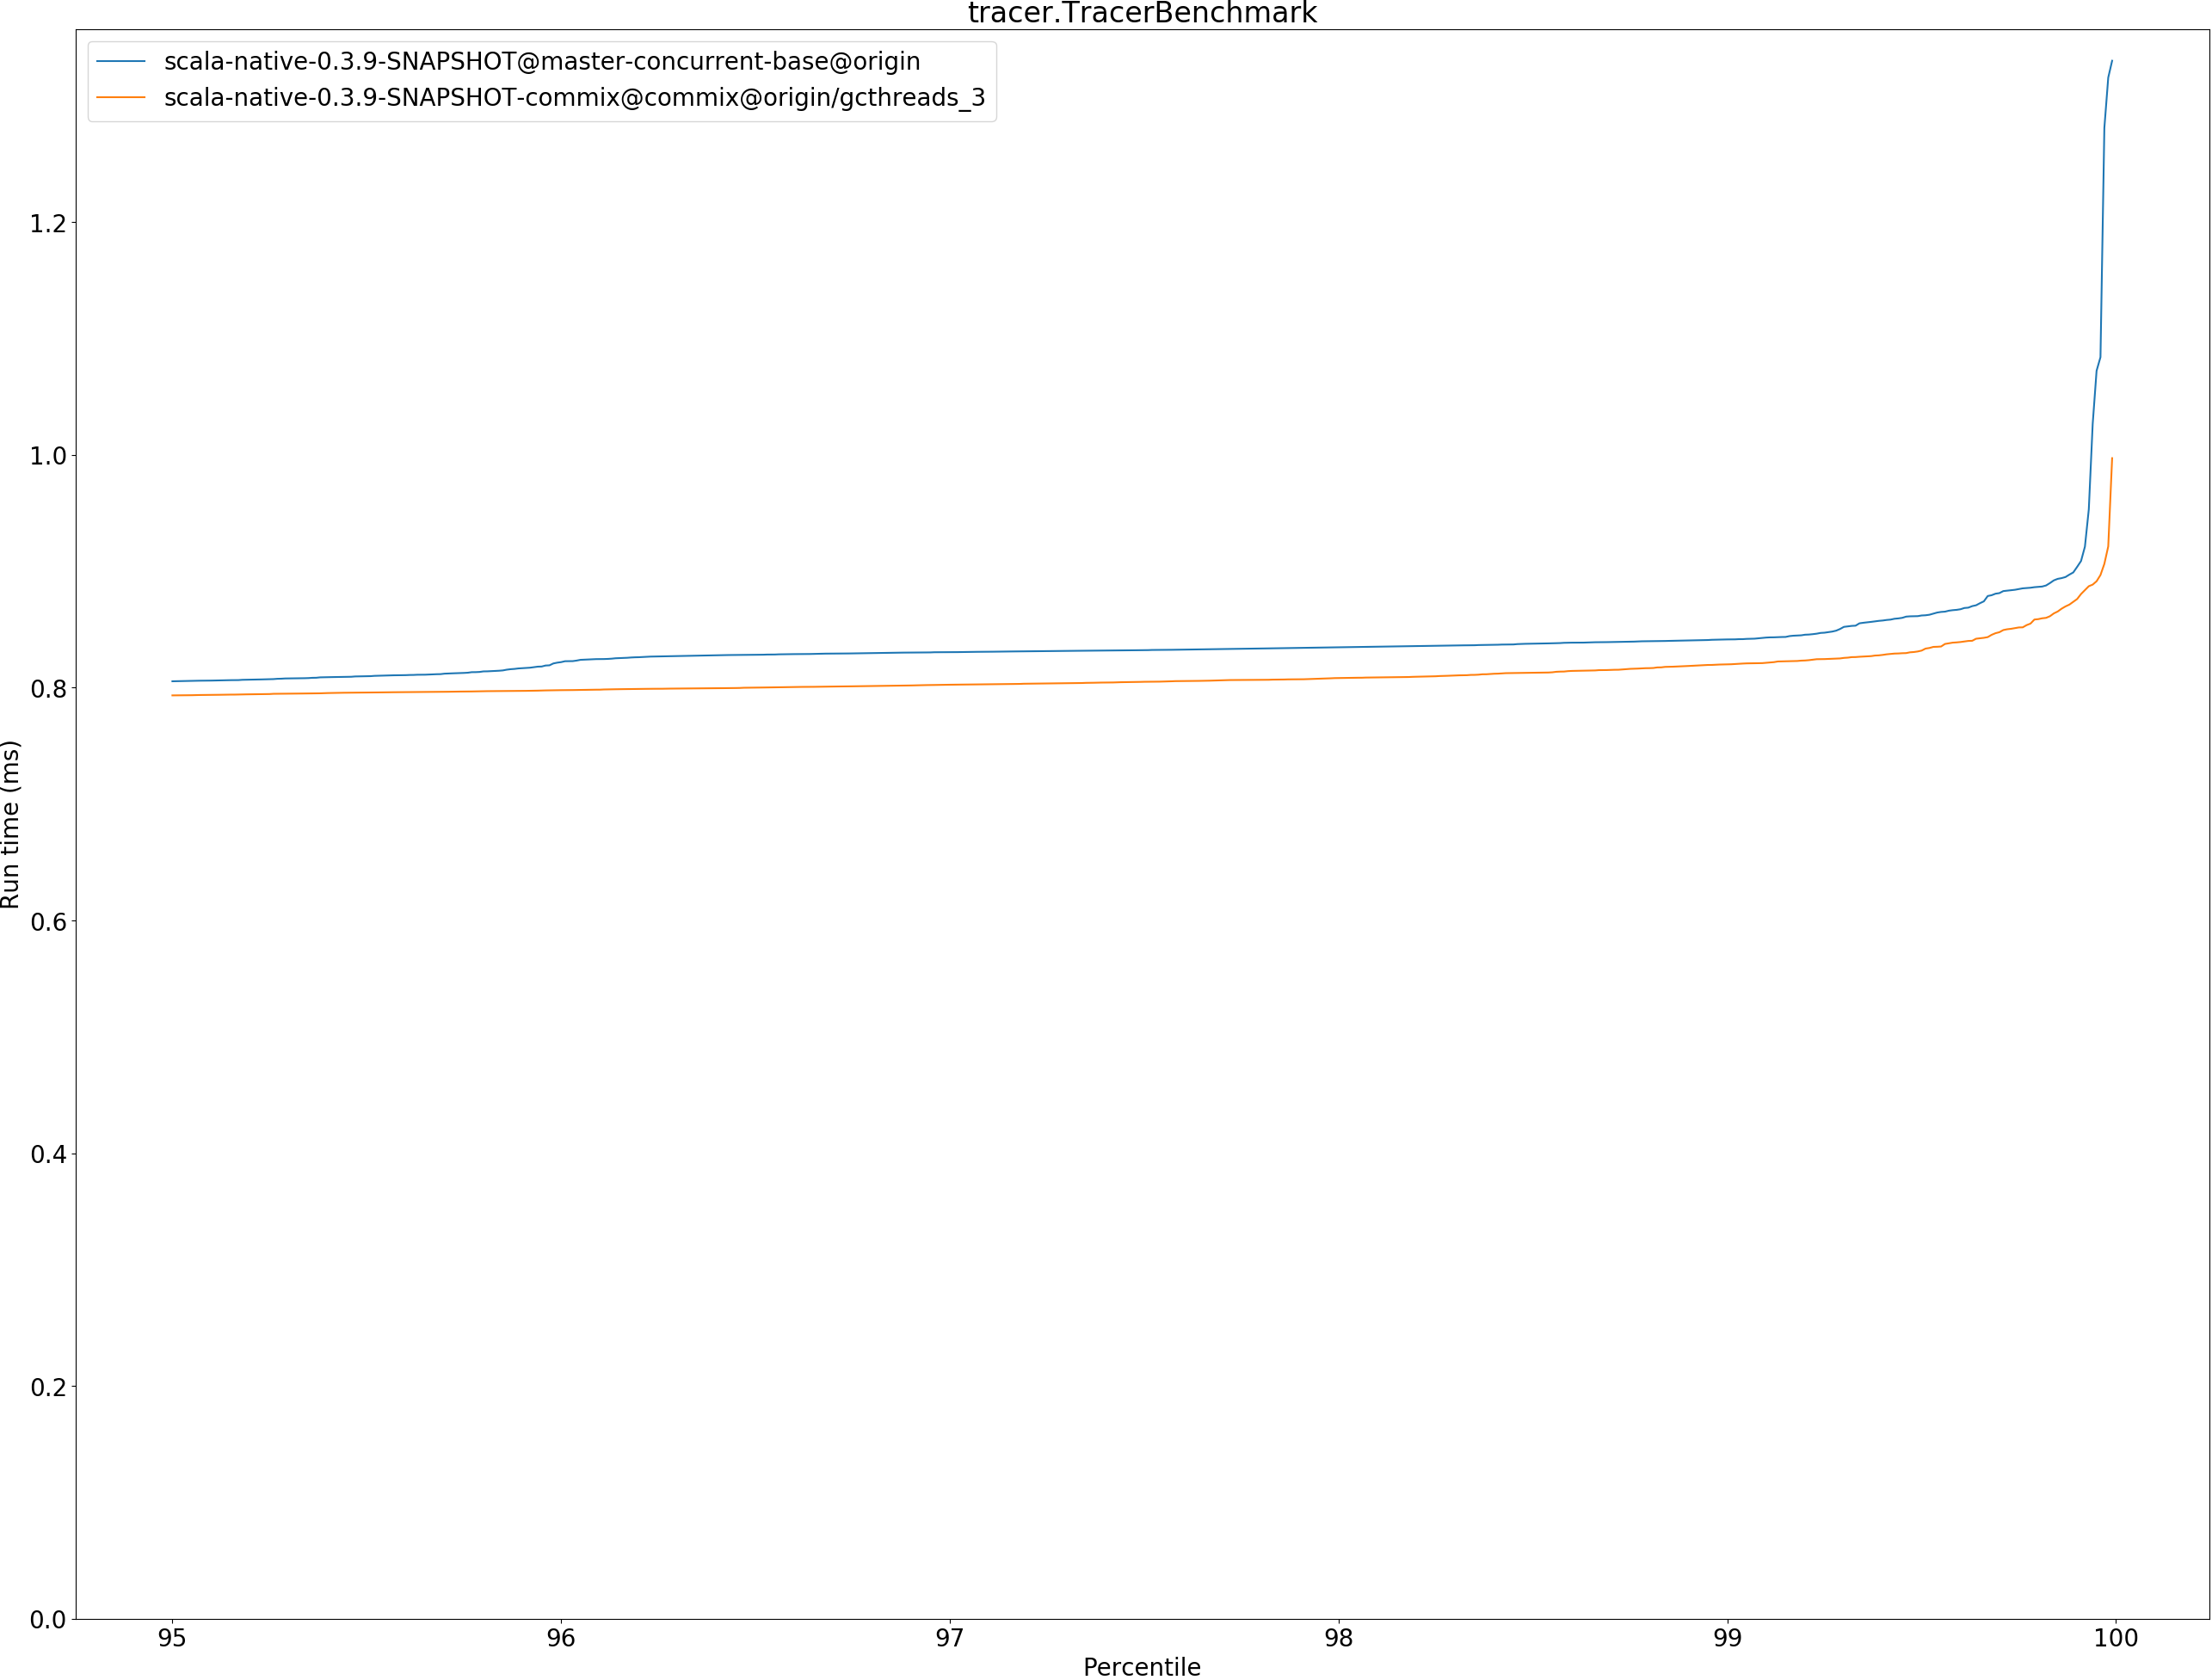 tracer.TracerBenchmark
scala-native-0.3.9-SNAPSHOT@master-concurrent-base@origin
scala-native-0.3.9-SNAPSHOT-commix@commix@origin/gcthreads_3
1.2
1.0
0.8
0.6
0.4
0.2
0.0
Run time (ms)
95 96 97 98 99 100
Percentile